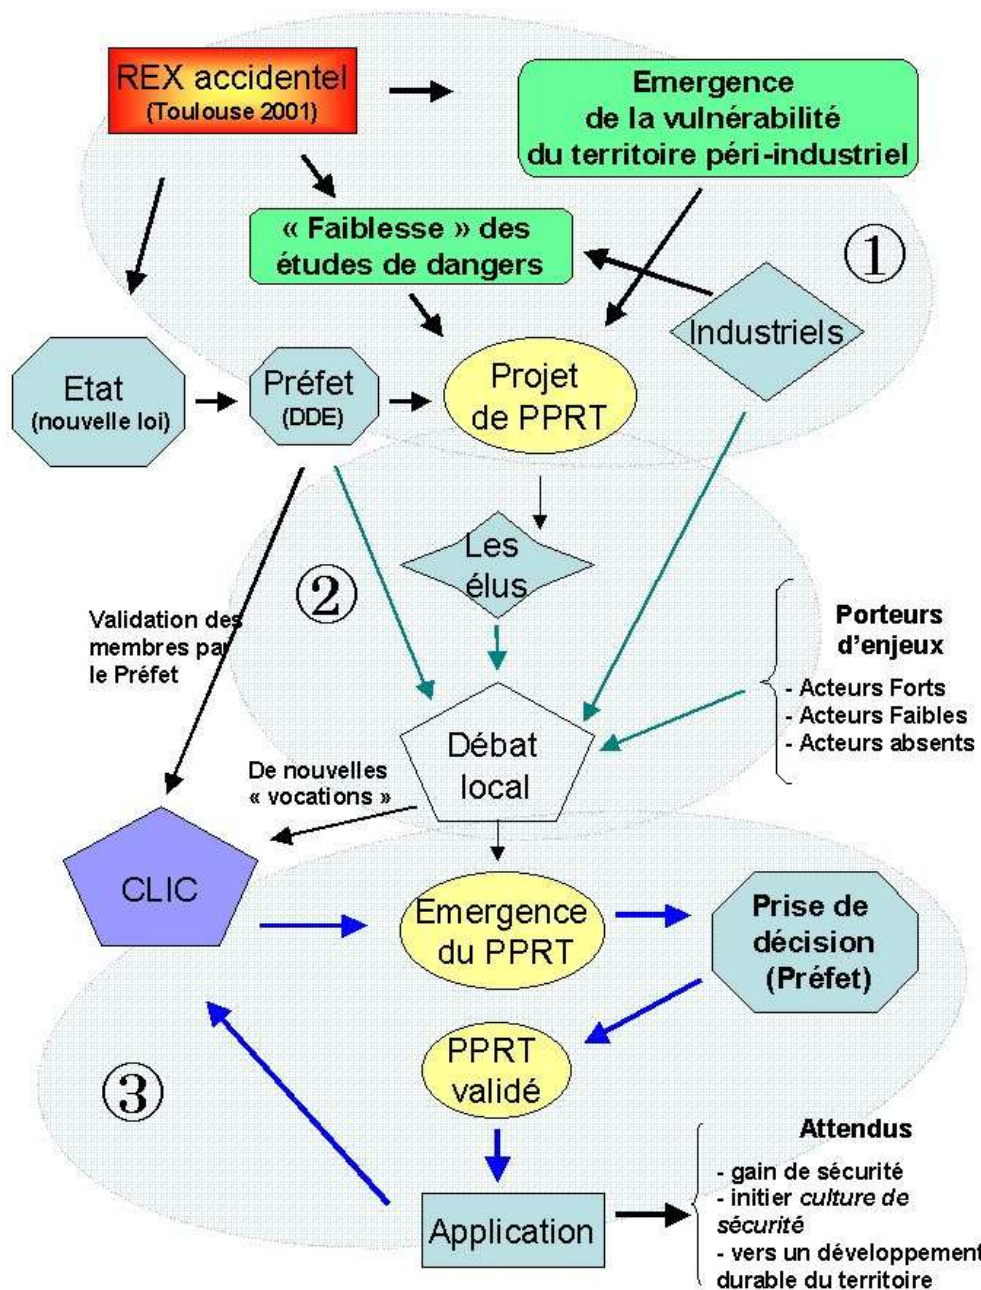 REX accidentel
(Toulouse 2001)
Emergence
de la vulnérabilité
du territoire péri-industriel
« Faiblesse » des
études de dangers
①
Industriels
Etat
(nouvelle loi)
Préfet
(DDE)
Projet
de PPRT
Les
élus
②
Validation des
membres par
le Préfet
Porteurs
d'enjeux
- Acteurs Forts
- Acteurs Faibles
- Acteurs absents
Débat
local
De nouvelles
« vocations »
CLIC
Emergence
du PPRT
Prise de
décision
(Préfet)
PPRT
validé
③
Application
Attendus
- gain de sécurité
- initier culture de
sécurité
- vers un développement
durable du territoire